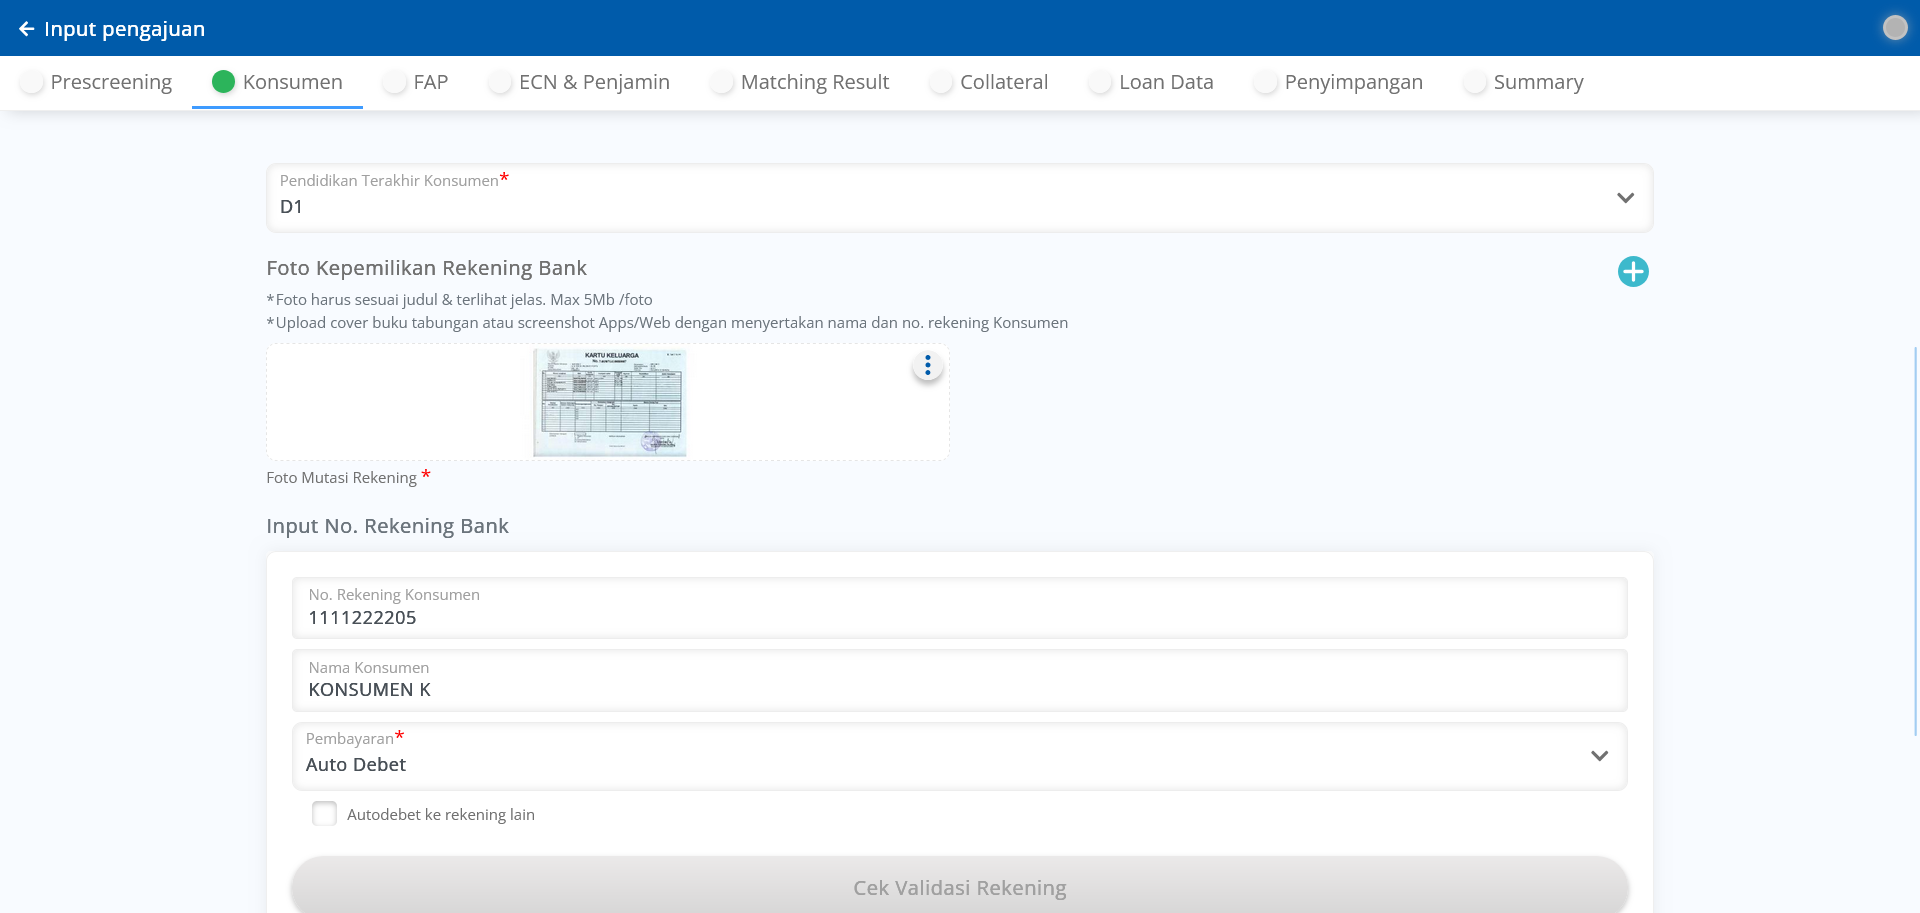 Input pengajuan
Prescreening
Konsumen
FAP
ECN & Penjamin
Matching Result
Collateral
Loan Data
Penyimpangan
Summary
Pendidikan Terakhir Konsumen*
D1
Foto Kepemilikan Rekening Bank
*Foto harus sesuai judul & terlihat jelas. Max 5Mb /foto
*Upload cover buku tabungan atau screenshot Apps/Web dengan menyertakan nama dan no. rekening Konsumen
KARTU KELUARGA
Foto Mutasi Rekening *
Input No. Rekening Bank
No. Rekening Konsumen
1111222205
Nama Konsumen
KONSUMEN K
Pembayaran*
Auto Debet
Autodebet ke rekening lain
Cek Validasi Rekening